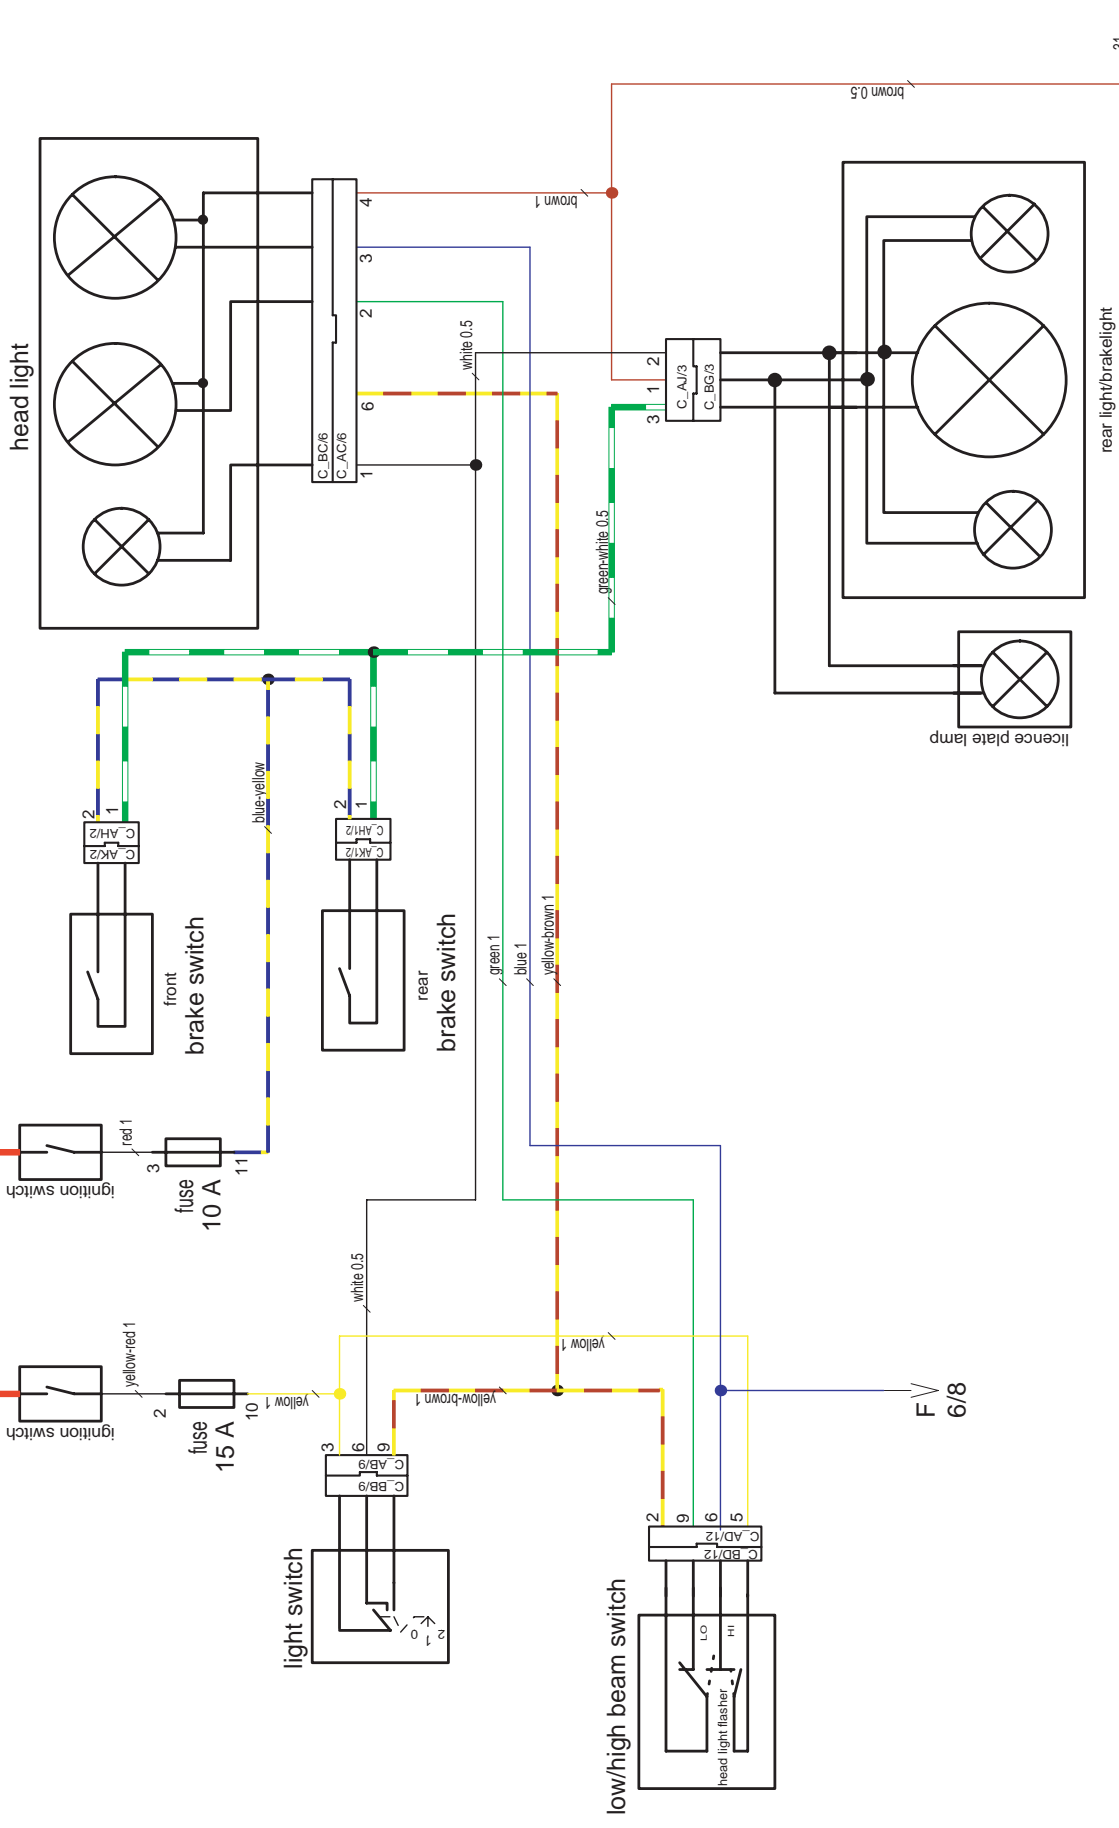 31
brown 0.5
head light
4
brown 1
3
2
white 0.5
C_BC/6
C_AC/6
6
1
2
1
3
C_AJ/3
C_BG/3
rear light/brakelight
green-white 0.5
licence plate lamp
blue-yellow
2
1
C_AH/2
C_AK/2
2
1
C_AH1/2
C_AK1/2
front
brake switch
rear
brake switch
green 1
blue 1
yellow-brown 1
ignition switch
red 1
3
11
fuse
10 A
white 0.5
ignition switch
yellow-red 1
2
10
fuse
15 A
yellow 1
yellow 1
yellow-brown 1
F
6/8
3
6
9
C_AB/9
C_BB/9
light switch
0
1
2
2
9
6
5
C_AD/12
C_BD/12
low/high beam switch
LO
HI
head light flasher